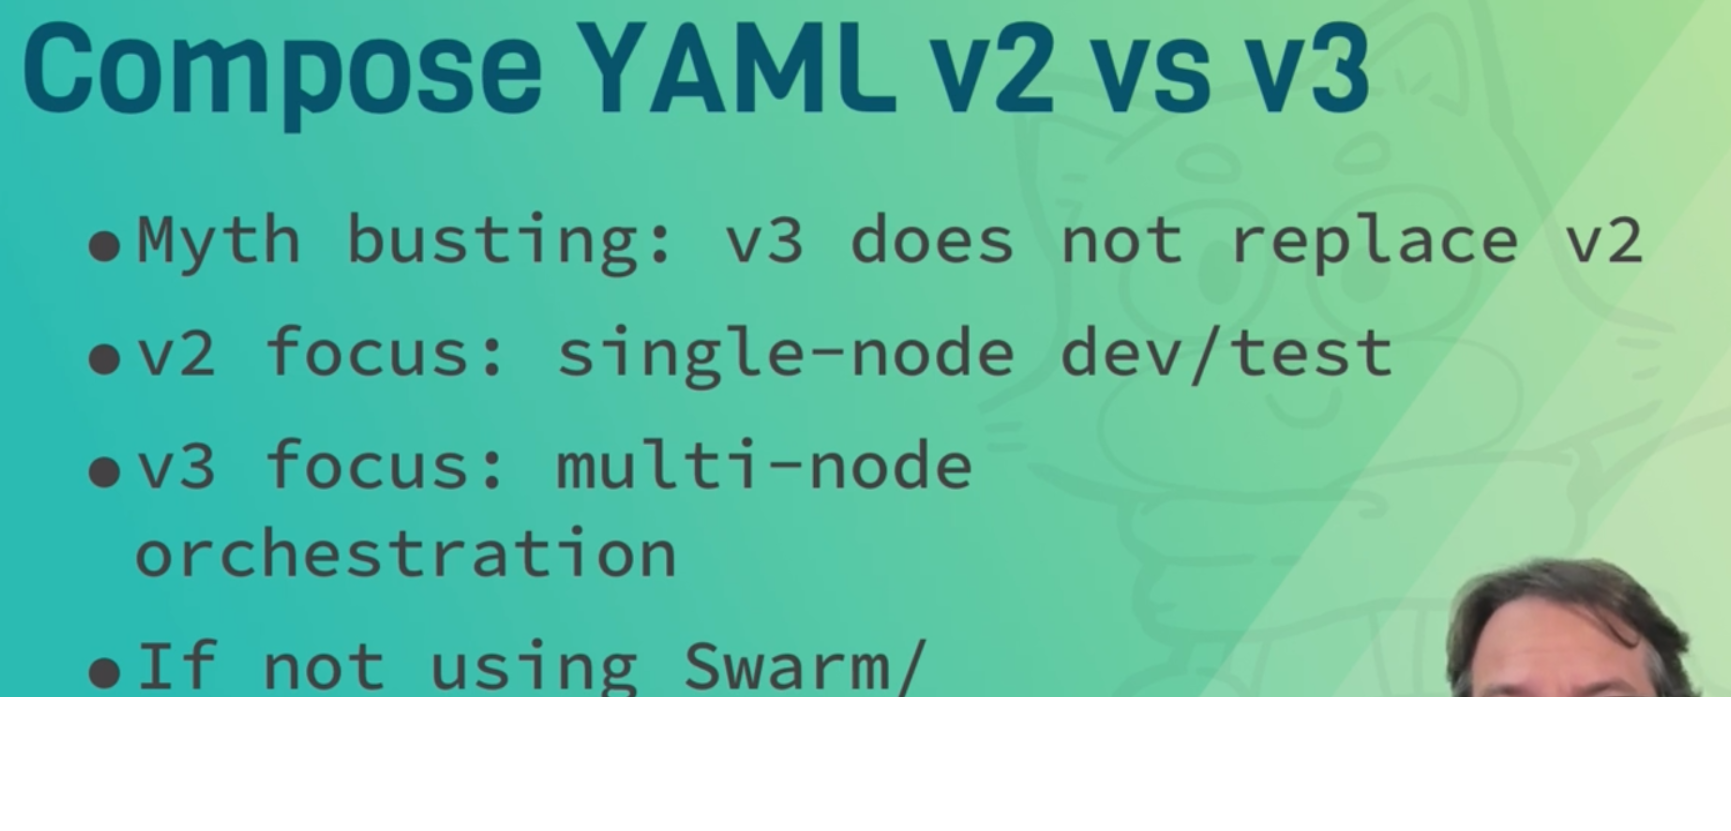 Compose YAML v2 vs v3
•Myth busting: v3 does not replace v2
•v2 focus: single-node dev/test
•v3 focus: multi-node
orchestration
•If not using Swarm/